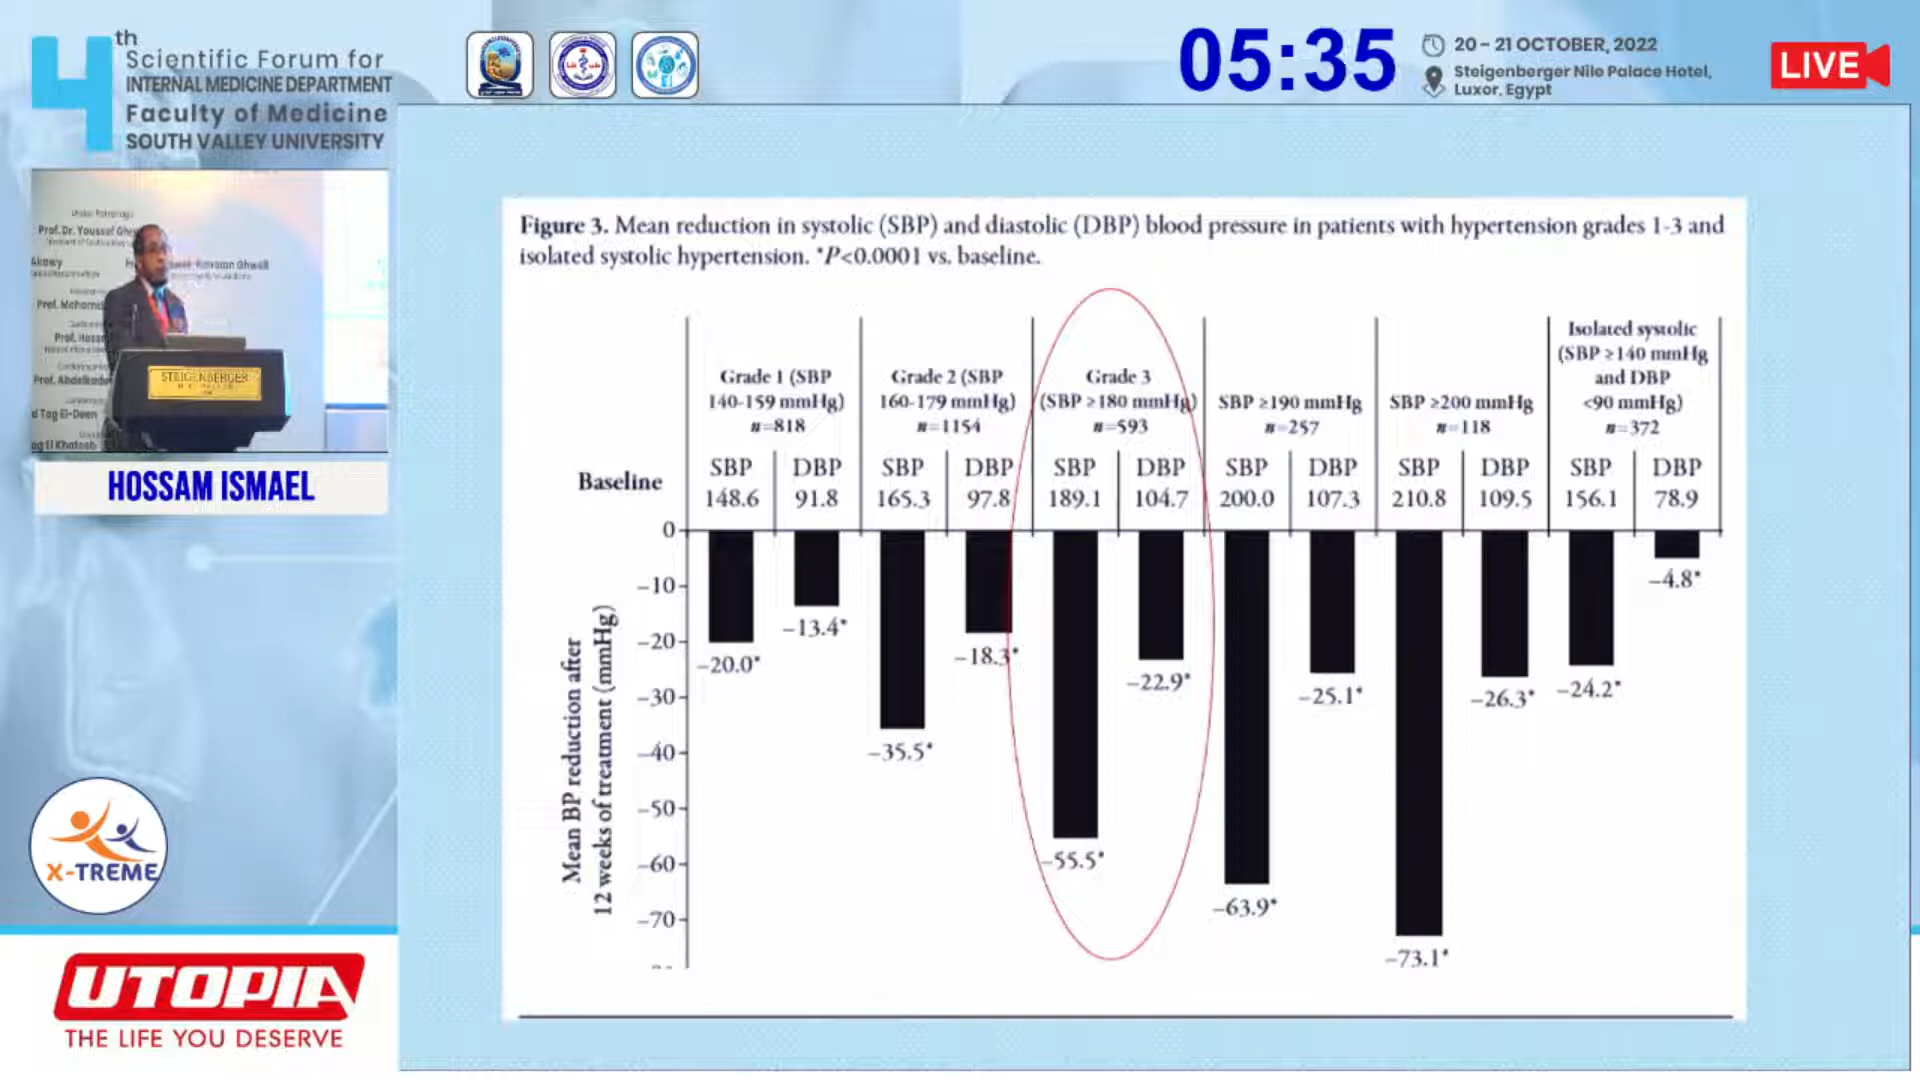 4th
Scientific Forum for
INTERNAL MEDICINE DEPARTMENT
Faculty of Medicine
SOUTH VALLEY UNIVERSITY
05:35
20 - 21 OCTOBER, 2022
Steigenberger Nile Palace Hotel,
Luxor, Egypt
LIVE
Prof. Dr. Youssef
Akawy
Prof.
Prof.
Prof.
STEIGENBERGER
HOSSAM ISMAEL
X-TREME
UTOPIA
THE LIFE YOU DESERVE
Figure 3. Mean reduction in systolic (SBP) and diastolic (DBP) blood pressure in patients with hypertension grades 1-3 and
isolated systolic hypertension. *P<0.0001 vs. baseline.
Grade 1 (SBP
140-159 mmHg)
n=818
Grade 2 (SBP
160-179 mmHg)
n=1154
Grade 3
(SBP ≥180 mmHg)
n=593
SBP ≥190 mmHg
n=257
SBP ≥200 mmHg
n=118
Isolated systolic
(SBP ≥140 mmHg
and DBP
<90 mmHg)
n=372
SBP DBP SBP DBP SBP DBP SBP DBP SBP DBP SBP DBP
Baseline 148.6 91.8 165.3 97.8 189.1 104.7 200.0 107.3 210.8 109.5 156.1 78.9
0
-10
-20
-30
-40
-50
-60
-70
Mean BP reduction after
12 weeks of treatment (mmHg)
-20.0*
-13.4*
-35.5*
-18.3*
-55.5*
-22.9*
-63.9*
-25.1*
-73.1*
-26.3*
-24.2*
-4.8*